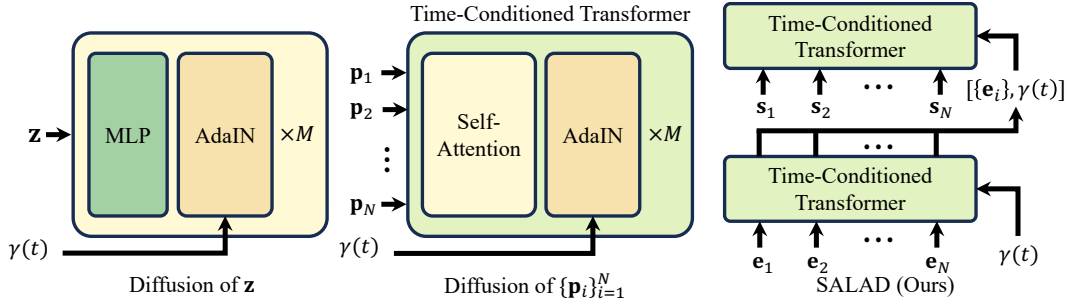 z
MLP
AdaIN
×M
γ(t)
Diffusion of z
Time-Conditioned Transformer
p₁
p₂
⋮
p_N
Self-
Attention
AdaIN
×M
γ(t)
Diffusion of {p_i}_{i=1}^N
Time-Conditioned
Transformer
s₁ s₂ ⋯ s_N
[{e_i}, γ(t)]
⋯
Time-Conditioned
Transformer
⋯
e₁ e₂ e_N
γ(t)
SALAD (Ours)